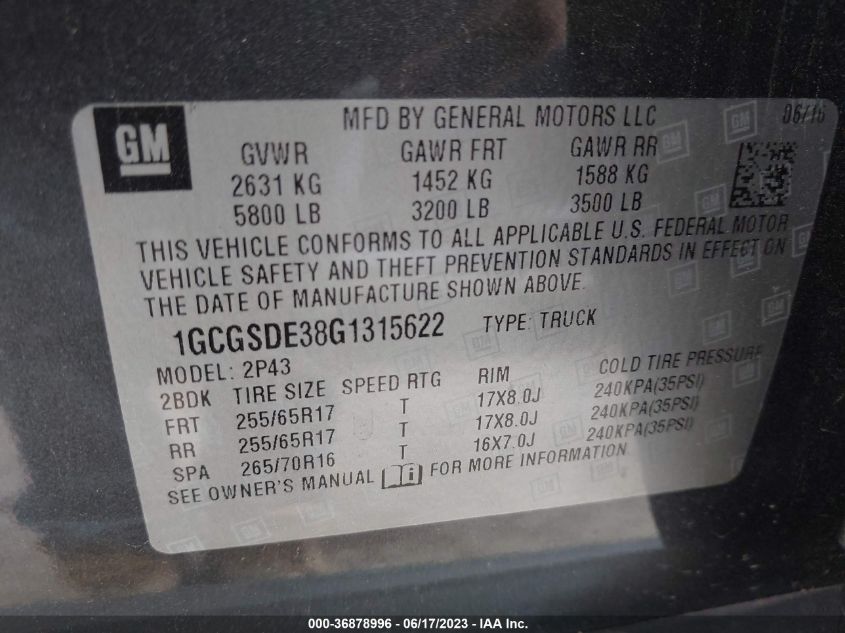 GM
MFD BY GENERAL MOTORS LLC 06/16
GVWR GAWR FRT GAWR RR
2631 KG 1452 KG 1588 KG
5800 LB 3200 LB 3500 LB
THIS VEHICLE CONFORMS TO ALL APPLICABLE U.S. FEDERAL MOTOR
VEHICLE SAFETY AND THEFT PREVENTION STANDARDS IN EFFECT ON
THE DATE OF MANUFACTURE SHOWN ABOVE.
1GCGSDE38G1315622 TYPE: TRUCK
MODEL: 2P43
2BDK TIRE SIZE SPEED RTG RIM COLD TIRE PRESSURE
FRT 255/65R17 T 17X8.0J 240KPA(35PSI)
RR 255/65R17 T 17X8.0J 240KPA(35PSI)
SPA 265/70R16 T 16X7.0J 240KPA(35PSI)
SEE OWNER'S MANUAL FOR MORE INFORMATION
000-36878996 - 06/17/2023 - IAA Inc.